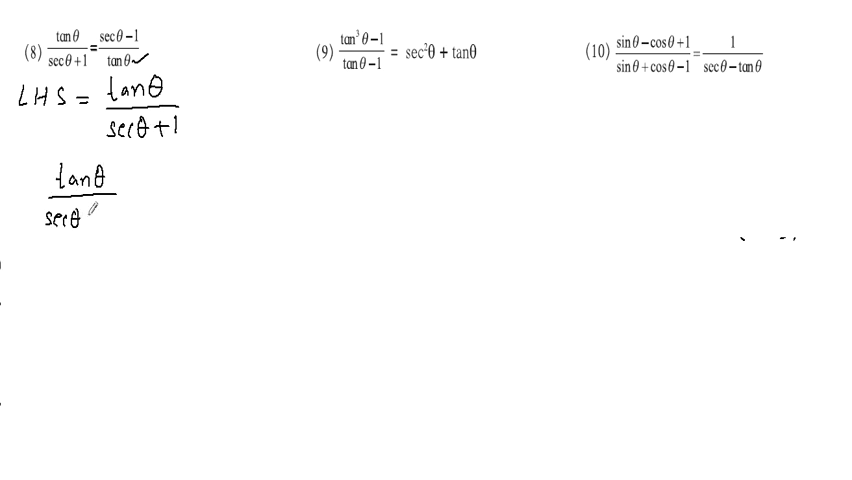 (8) tanθ/secθ+1 = secθ−1/tanθ ✓
(9) tan³θ−1/tanθ−1 = sec²θ + tanθ
(10) sinθ−cosθ+1/sinθ+cosθ−1 = 1/secθ−tanθ
LHS = tanθ/secθ+1
tanθ/secθ